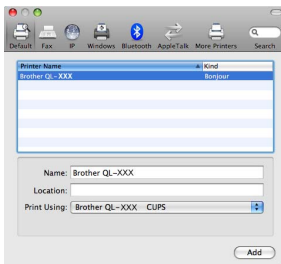 Default Fax IP Windows Bluetooth AppleTalk More Printers Search
Printer Name Kind
Brother QL-XXX Bonjour
Name: Brother QL-XXX
Location:
Print Using: Brother QL-XXX CUPS
Add